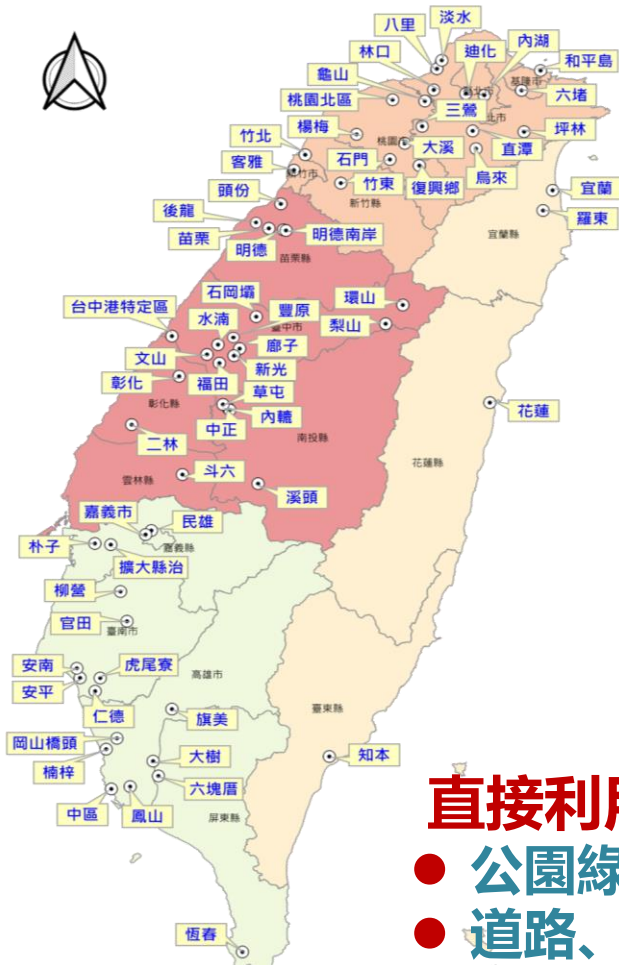 淡水
八里
迪化
內湖
林口
和平島
龜山
基隆市
六堵
桃園北區
三鶯
楊梅
桃園市
大溪
直潭
坪林
竹北
石門
烏來
客雅
新竹市
竹東
復興鄉
宜蘭
頭份
新竹縣
羅東
後龍
苗栗
明德
明德南岸
宜蘭縣
苗栗縣
石岡壩
環山
台中港特定區
水湳
豐原
臺中市
梨山
文山
廍子
新光
彰化
福田
草屯
彰化縣
內轆
花蓮
中正
二林
南投縣
花蓮縣
斗六
雲林縣
溪頭
嘉義市
民雄
朴子
嘉義縣
擴大縣治
柳營
官田
臺南市
安南
虎尾寮
高雄市
安平
仁德
旗美
臺東縣
岡山橋頭
大樹
知本
楠梓
六塊厝
中區
鳳山
屏東縣
直接利
公園綠
道路、
恆春